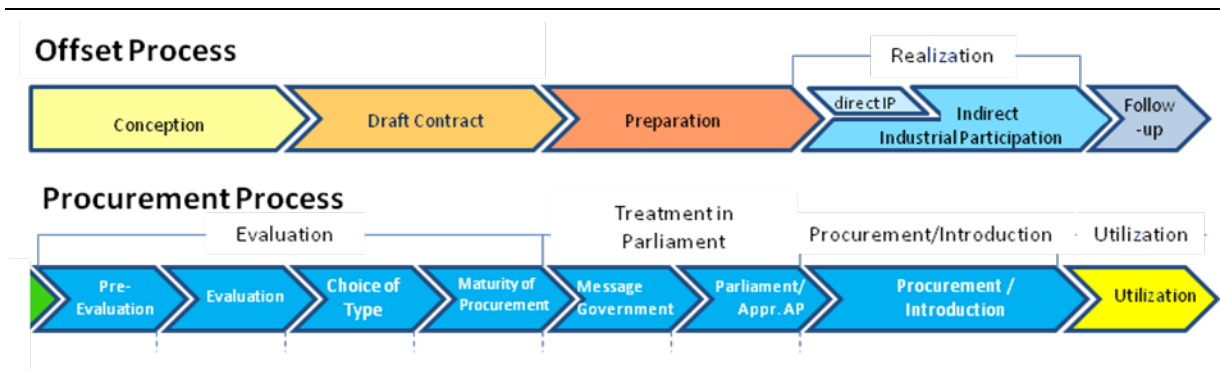 Offset Process
Realization
Conception
Draft Contract
Preparation
direct IP
Indirect
Industrial Participation
Follow
-up
Procurement Process
Evaluation
Treatment in
Parliament
Procurement/Introduction
Utilization
Pre-
Evaluation
Evaluation
Choice of
Type
Maturity of
Procurement
Message
Government
Parliament/
Appr. AP
Procurement /
Introduction
Utilization